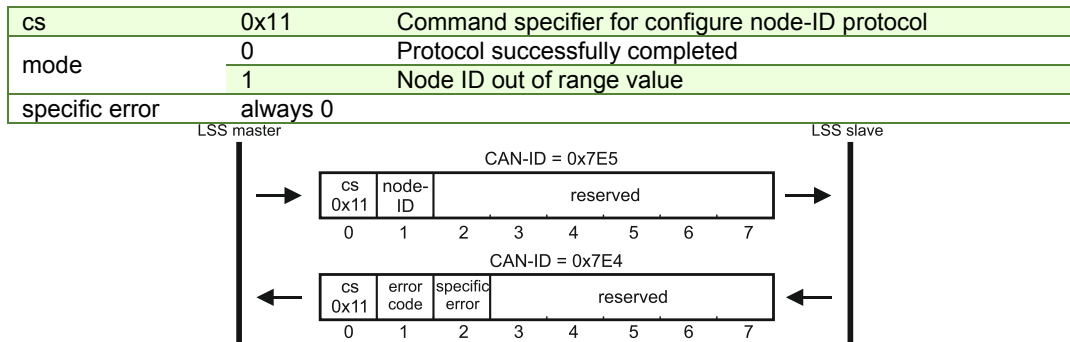 cs 0x11 Command specifier for configure node-ID protocol
mode 0 Protocol successfully completed
1 Node ID out of range value
specific error always 0
LSS master LSS slave
CAN-ID = 0x7E5
cs 0x11 node-ID reserved
0 1 2 3 4 5 6 7
CAN-ID = 0x7E4
cs 0x11 error code specific error reserved
0 1 2 3 4 5 6 7